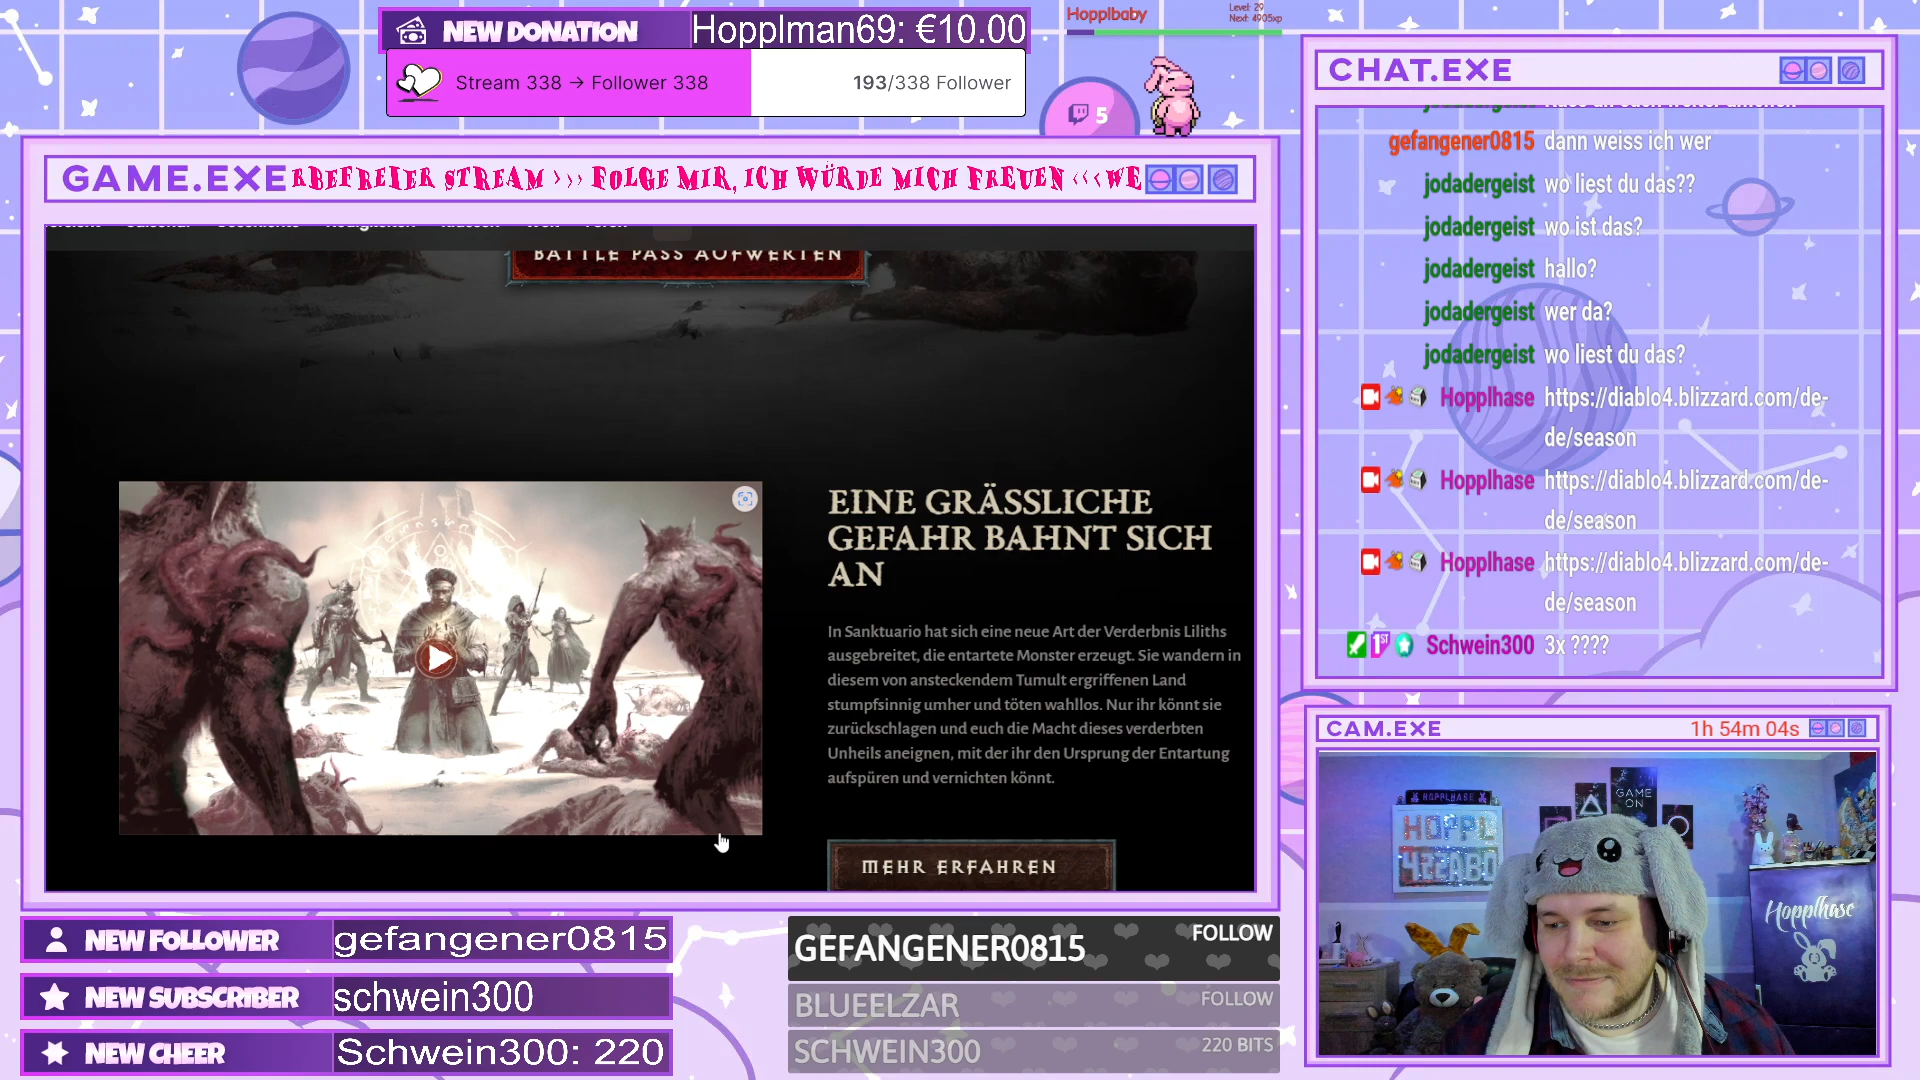 NEW DONATION
Hopplman69: €10.00
Stream 338 → Follower 338
193/338 Follower
Hopplbaby
Level: 29
Next: 4905xp
5
CHAT.EXE
gefangener0815 dann weiss ich wer
jodadergeist wo liest du das??
jodadergeist wo ist das?
jodadergeist hallo?
jodadergeist wer da?
jodadergeist wo liest du das?
Hopplhase https://diablo4.blizzard.com/de-
de/season
Hopplhase https://diablo4.blizzard.com/de-
de/season
Hopplhase https://diablo4.blizzard.com/de-
de/season
1ST Schwein300 3x ????
GAME.EXE
RBEFREIER STREAM >>> FOLGE MIR, ICH WÜRDE MICH FREUEN <<< WE
BATTLE PASS AUFWERTEN
EINE GRÄSSLICHE
GEFAHR BAHNT SICH
AN
In Sanktuario hat sich eine neue Art der Verderbnis Liliths
ausgebreitet, die entartete Monster erzeugt. Sie wandern in
diesem von ansteckendem Tumult ergriffenen Land
stumpfsinnig umher und töten wahllos. Nur ihr könnt sie
zurückschlagen und euch die Macht dieses verderbten
Unheils aneignen, mit der ihr den Ursprung der Entartung
aufspüren und vernichten könnt.
MEHR ERFAHREN
CAM.EXE
1h 54m 04s
HOPPLHASE
HOPPL
GAME
ON
Hopplhase
NEW FOLLOWER
gefangener0815
NEW SUBSCRIBER
schwein300
NEW CHEER
Schwein300: 220
GEFANGENER0815
FOLLOW
BLUEELZAR
FOLLOW
SCHWEIN300
220 BITS